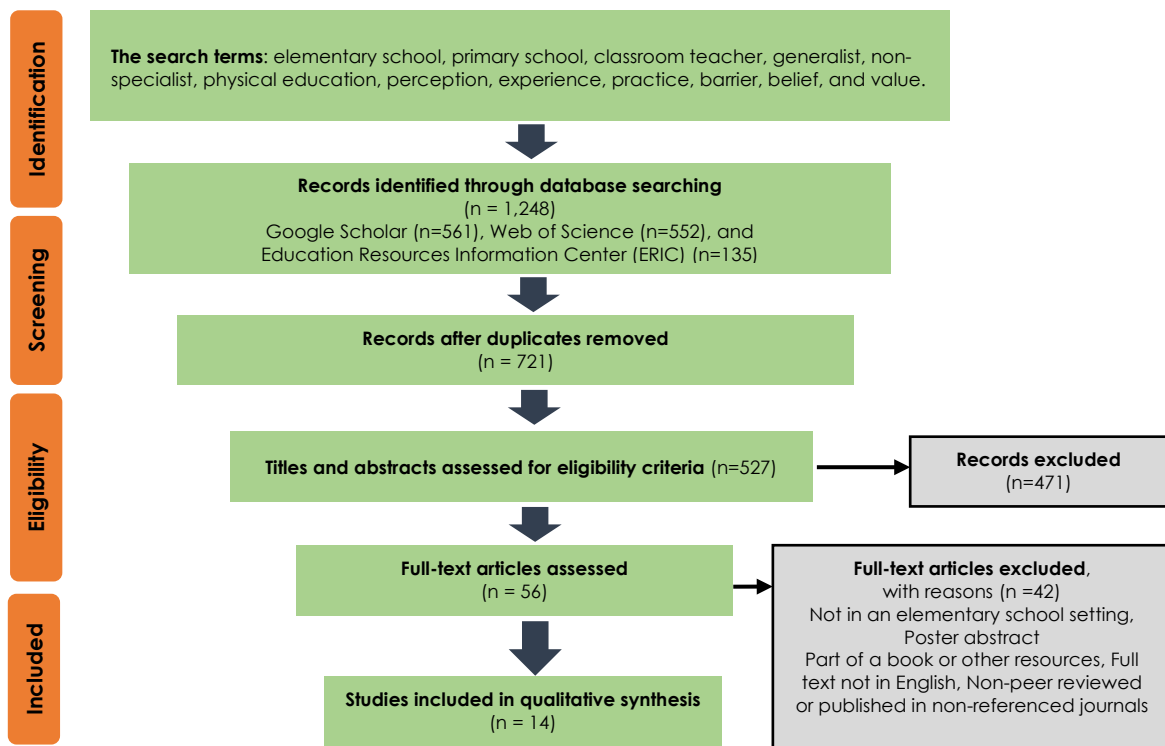 Identification
The search terms: elementary school, primary school, classroom teacher, generalist, non-
specialist, physical education, perception, experience, practice, barrier, belief, and value.
Records identified through database searching
(n = 1,248)
Google Scholar (n=561), Web of Science (n=552), and
Education Resources Information Center (ERIC) (n=135)
Screening
Records after duplicates removed
(n = 721)
Eligibility
Titles and abstracts assessed for eligibility criteria (n=527)
Records excluded
(n=471)
Full-text articles assessed
(n = 56)
Full-text articles excluded,
with reasons (n =42)
Not in an elementary school setting,
Poster abstract
Part of a book or other resources, Full
text not in English, Non-peer reviewed
or published in non-referenced journals
Included
Studies included in qualitative synthesis
(n = 14)